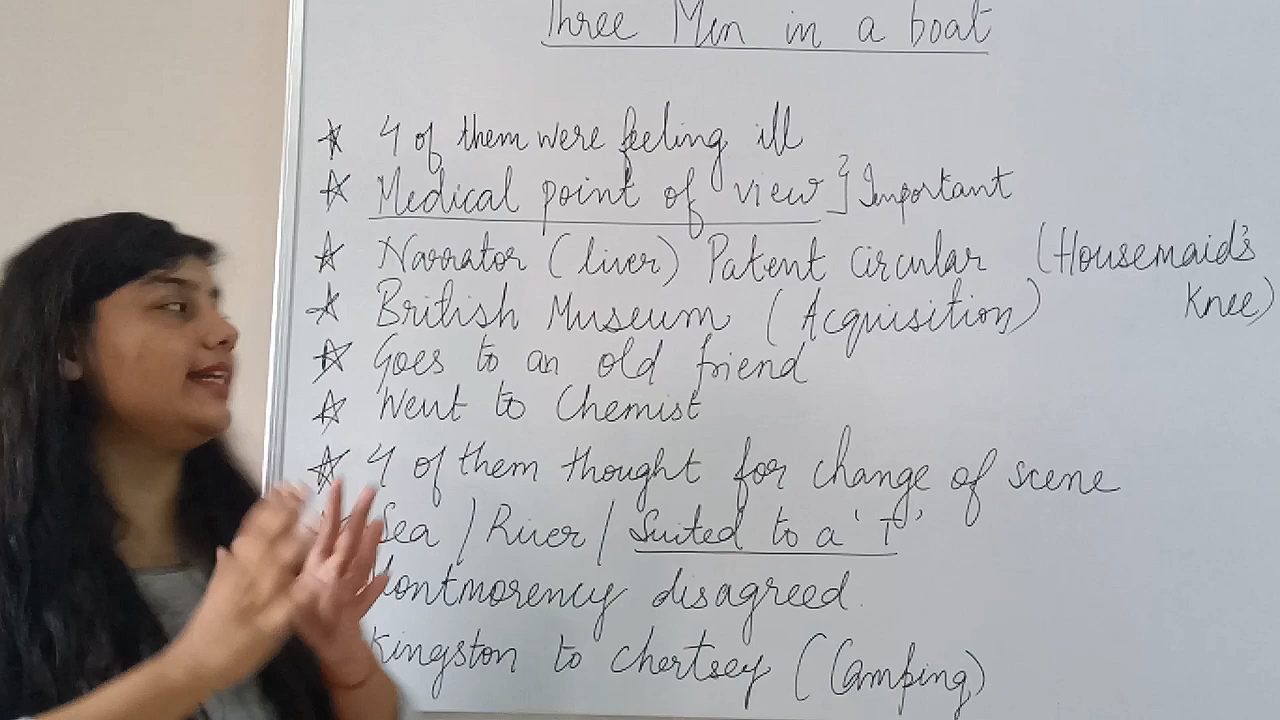 Three Men in a boat
☆ 4 of them were feeling ill
☆ Medical point of view } Important
☆ Narrator (liver) Patent Circular (Housemaid's Knee)
☆ British Museum (Acquisition)
☆ Goes to an old friend
☆ Went to Chemist
☆ 4 of them thought for change of scene
Sea / River / Suited to a 'T'
Montmorency disagreed.
Kingston to Chertsey (Camping)